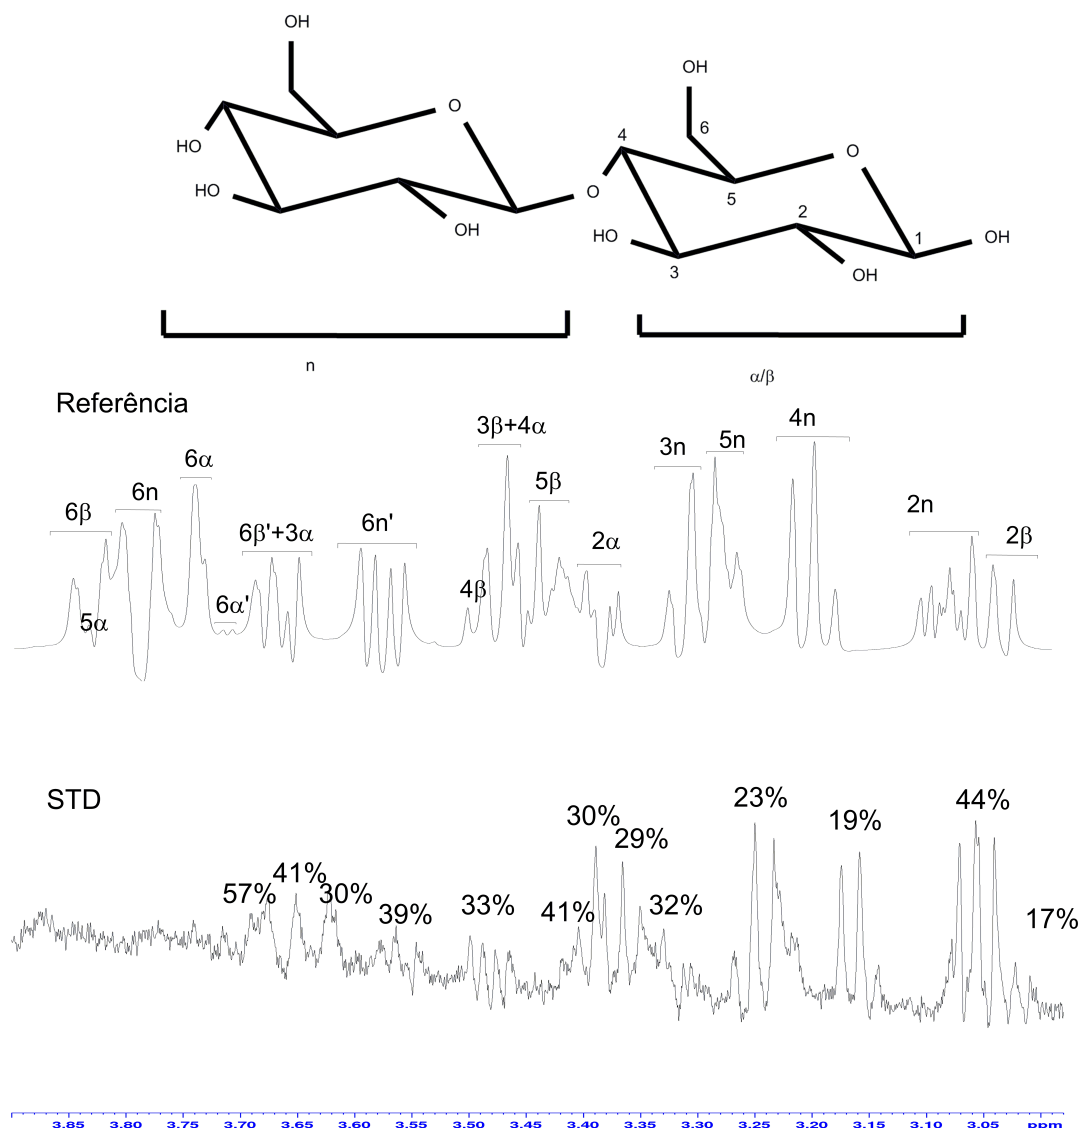 OH
OH
O
6
4
HO
O
HO
O
5
2
OH
HO
1
OH
3
OH
n
α/β
Referência
4n
3β+4α
5n
3n
6α
5β
6n
2n
6β
6n'
6β'+3α
2α
2β
4β
6α'
5α
STD
23%
44%
30%
19%
29%
41%
57%
30%
33%
32%
39%
41%
17%
3.85 3.80 3.75 3.70 3.65 3.60 3.55 3.50 3.45 3.40 3.35 3.30 3.25 3.20 3.15 3.10 3.05 ppm